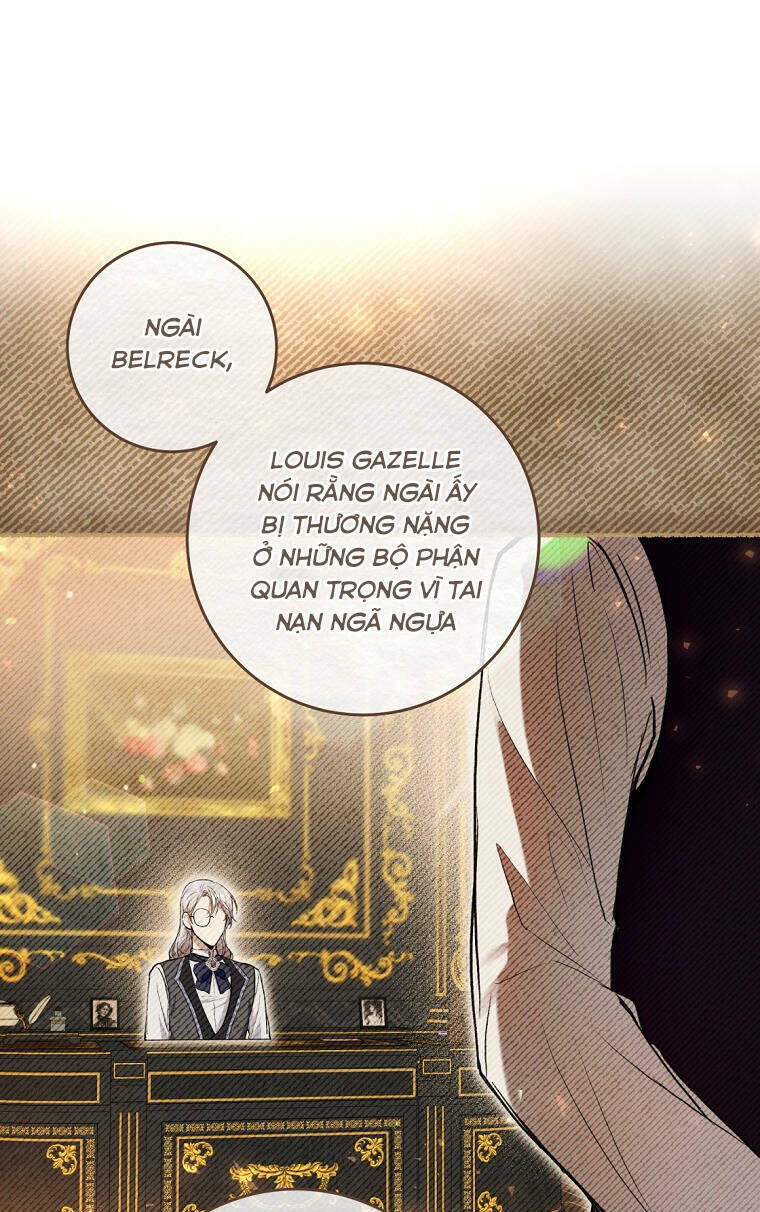 NGÀI
BELRECK,
LOUIS GAZELLE
NÓI RẰNG NGÀI ẤY
BỊ THƯƠNG NẶNG
Ở NHỮNG BỘ PHẬN
QUAN TRỌNG VÌ TAI
NẠN NGÃ NGỰA